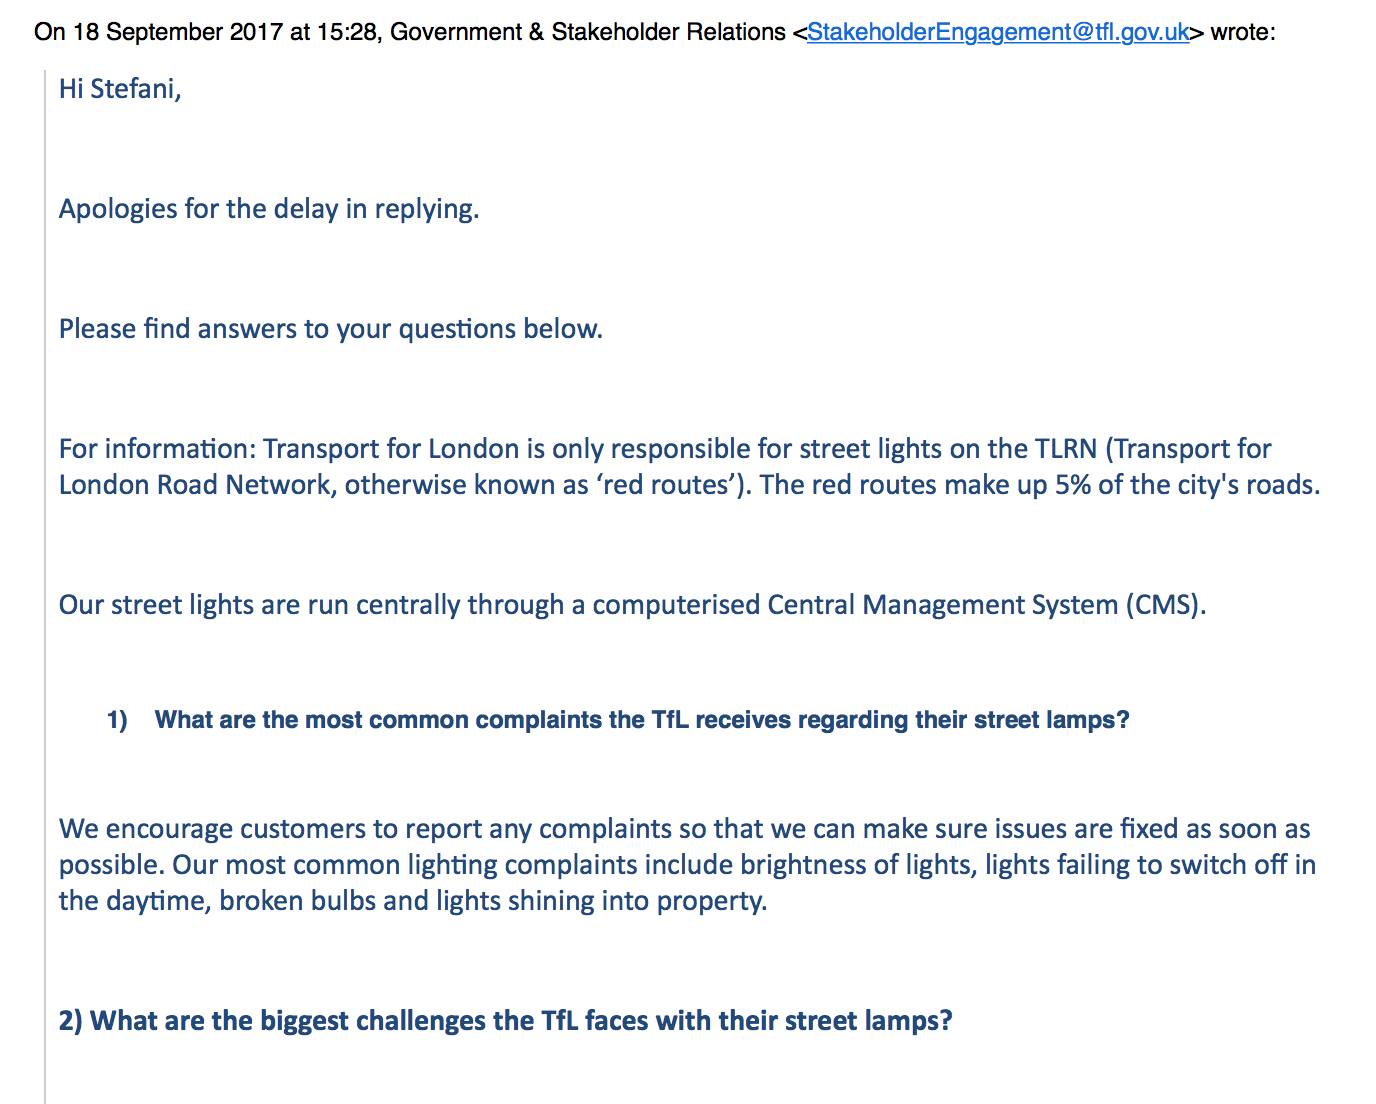 On 18 September 2017 at 15:28, Government & Stakeholder Relations <StakeholderEngagement@tfl.gov.uk> wrote:
Hi Stefani,
Apologies for the delay in replying.
Please find answers to your questions below.
For information: Transport for London is only responsible for street lights on the TLRN (Transport for
London Road Network, otherwise known as ‘red routes’). The red routes make up 5% of the city's roads.
Our street lights are run centrally through a computerised Central Management System (CMS).
1) What are the most common complaints the TfL receives regarding their street lamps?
We encourage customers to report any complaints so that we can make sure issues are fixed as soon as
possible. Our most common lighting complaints include brightness of lights, lights failing to switch off in
the daytime, broken bulbs and lights shining into property.
2) What are the biggest challenges the TfL faces with their street lamps?